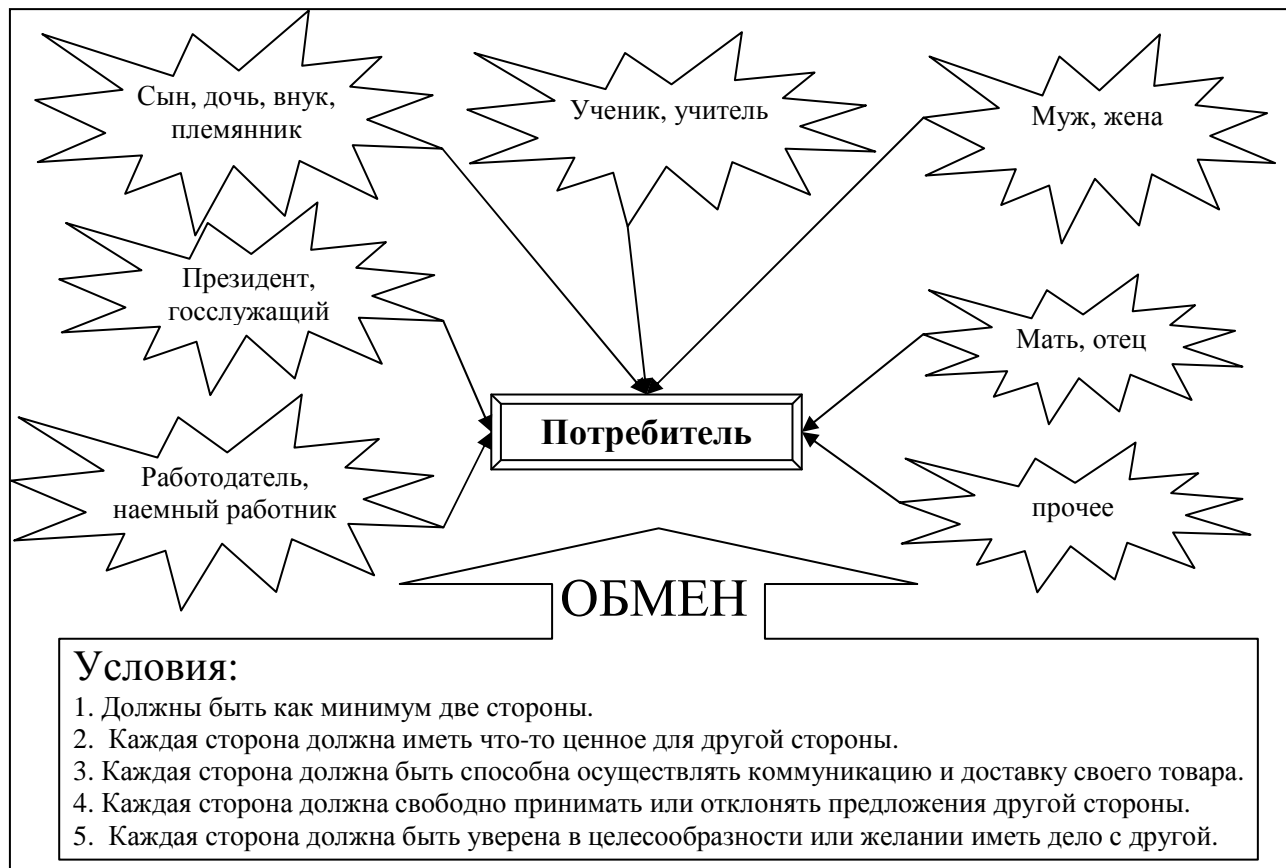 Сын, дочь, внук,
племянник
Ученик, учитель
Муж, жена
Президент,
госслужащий
Мать, отец
Потребитель
Работодатель,
наемный работник
прочее
ОБМЕН
Условия:
1. Должны быть как минимум две стороны.
2. Каждая сторона должна иметь что-то ценное для другой стороны.
3. Каждая сторона должна быть способна осуществлять коммуникацию и доставку своего товара.
4. Каждая сторона должна свободно принимать или отклонять предложения другой стороны.
5. Каждая сторона должна быть уверена в целесообразности или желании иметь дело с другой.